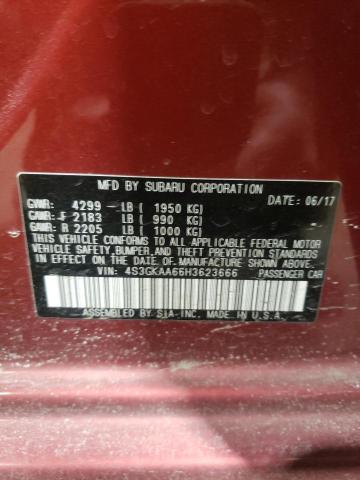 MFD BY SUBARU CORPORATION
GVWR: 4299 - LB ( 1950 KG) DATE: 06/17
GAWR: F 2183 - LB ( 990 KG)
GAWR: R 2205 - LB ( 1000 KG)
THIS VEHICLE CONFORMS TO ALL APPLICABLE FEDERAL MOTOR
VEHICLE SAFETY, BUMPER, AND THEFT PREVENTION STANDARDS
IN EFFECT ON THE DATE OF MANUFACTURE SHOWN ABOVE.
VIN: 4S3GKAA66H3623666 PASSENGER CAR
ASSEMBLED BY SIA-INC. MADE IN U.S.A.